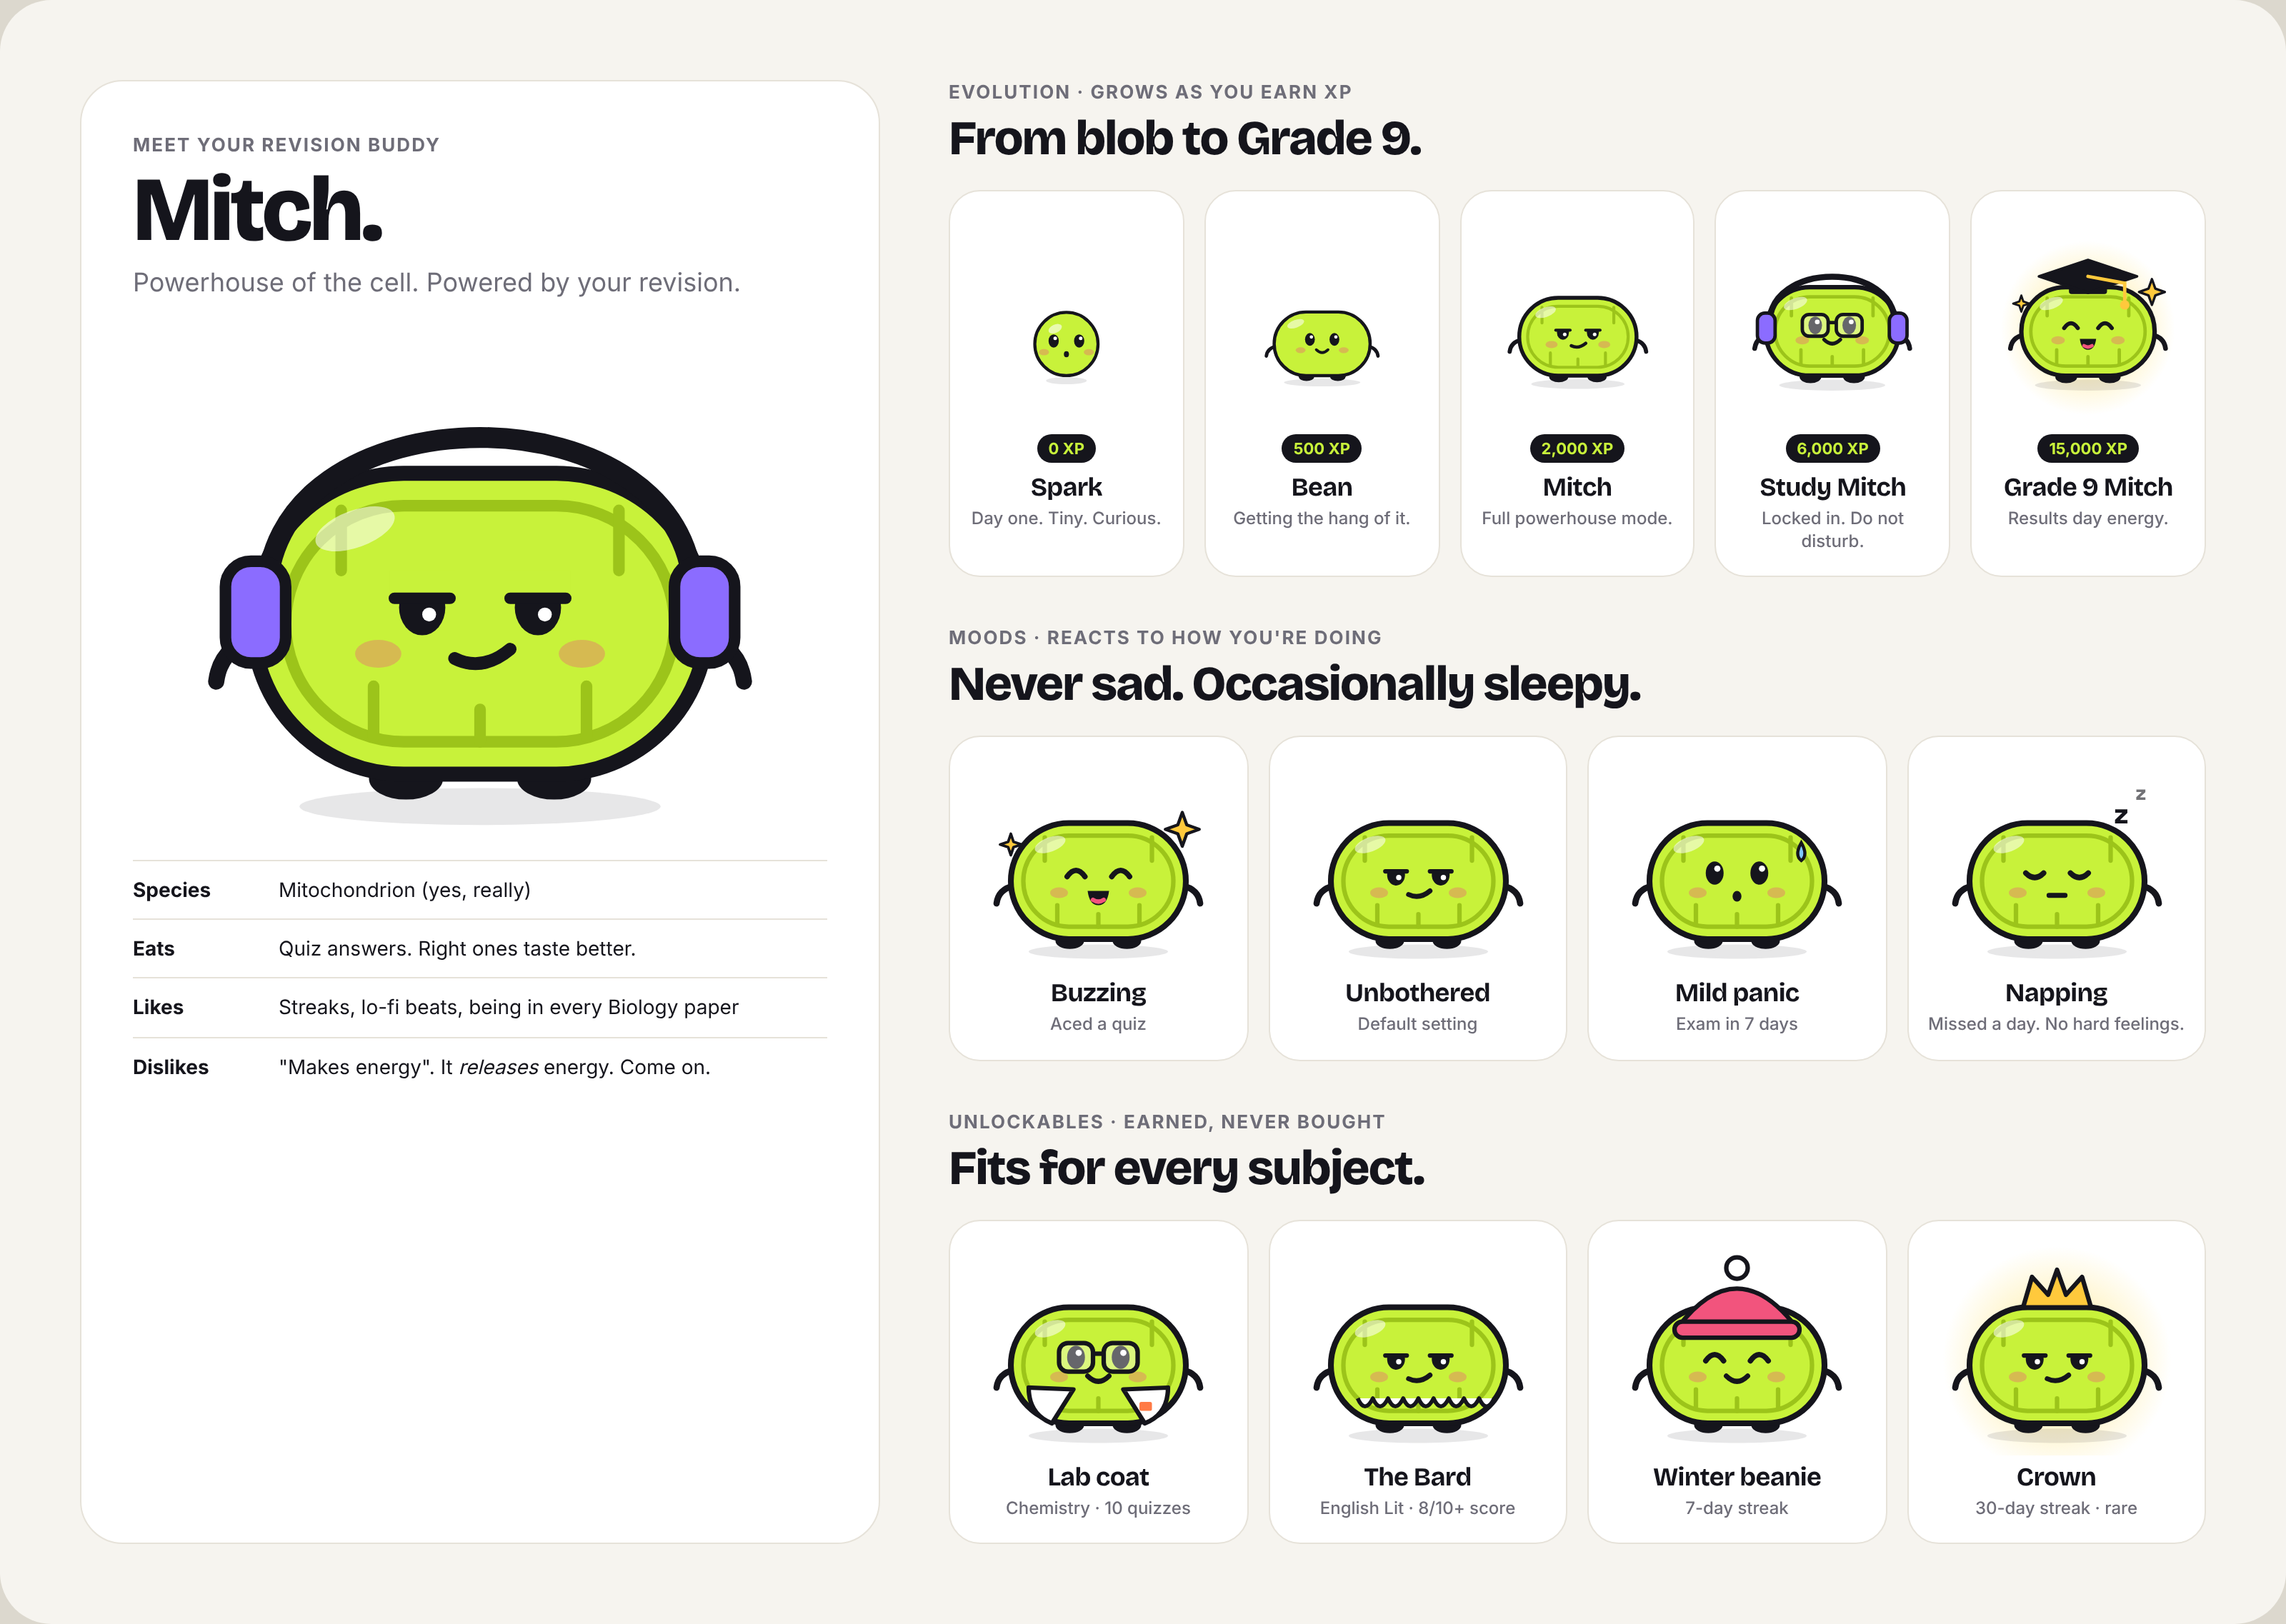 MEET YOUR REVISION BUDDY
Mitch.
Powerhouse of the cell. Powered by your revision.
Species Mitochondrion (yes, really)
Eats Quiz answers. Right ones taste better.
Likes Streaks, lo-fi beats, being in every Biology paper
Dislikes "Makes energy". It releases energy. Come on.
EVOLUTION · GROWS AS YOU EARN XP
From blob to Grade 9.
0 XP
Spark
Day one. Tiny. Curious.
500 XP
Bean
Getting the hang of it.
2,000 XP
Mitch
Full powerhouse mode.
6,000 XP
Study Mitch
Locked in. Do not
disturb.
15,000 XP
Grade 9 Mitch
Results day energy.
MOODS · REACTS TO HOW YOU'RE DOING
Never sad. Occasionally sleepy.
Buzzing
Aced a quiz
Unbothered
Default setting
Mild panic
Exam in 7 days
z
z
Napping
Missed a day. No hard feelings.
UNLOCKABLES · EARNED, NEVER BOUGHT
Fits for every subject.
Lab coat
Chemistry · 10 quizzes
The Bard
English Lit · 8/10+ score
Winter beanie
7-day streak
Crown
30-day streak · rare